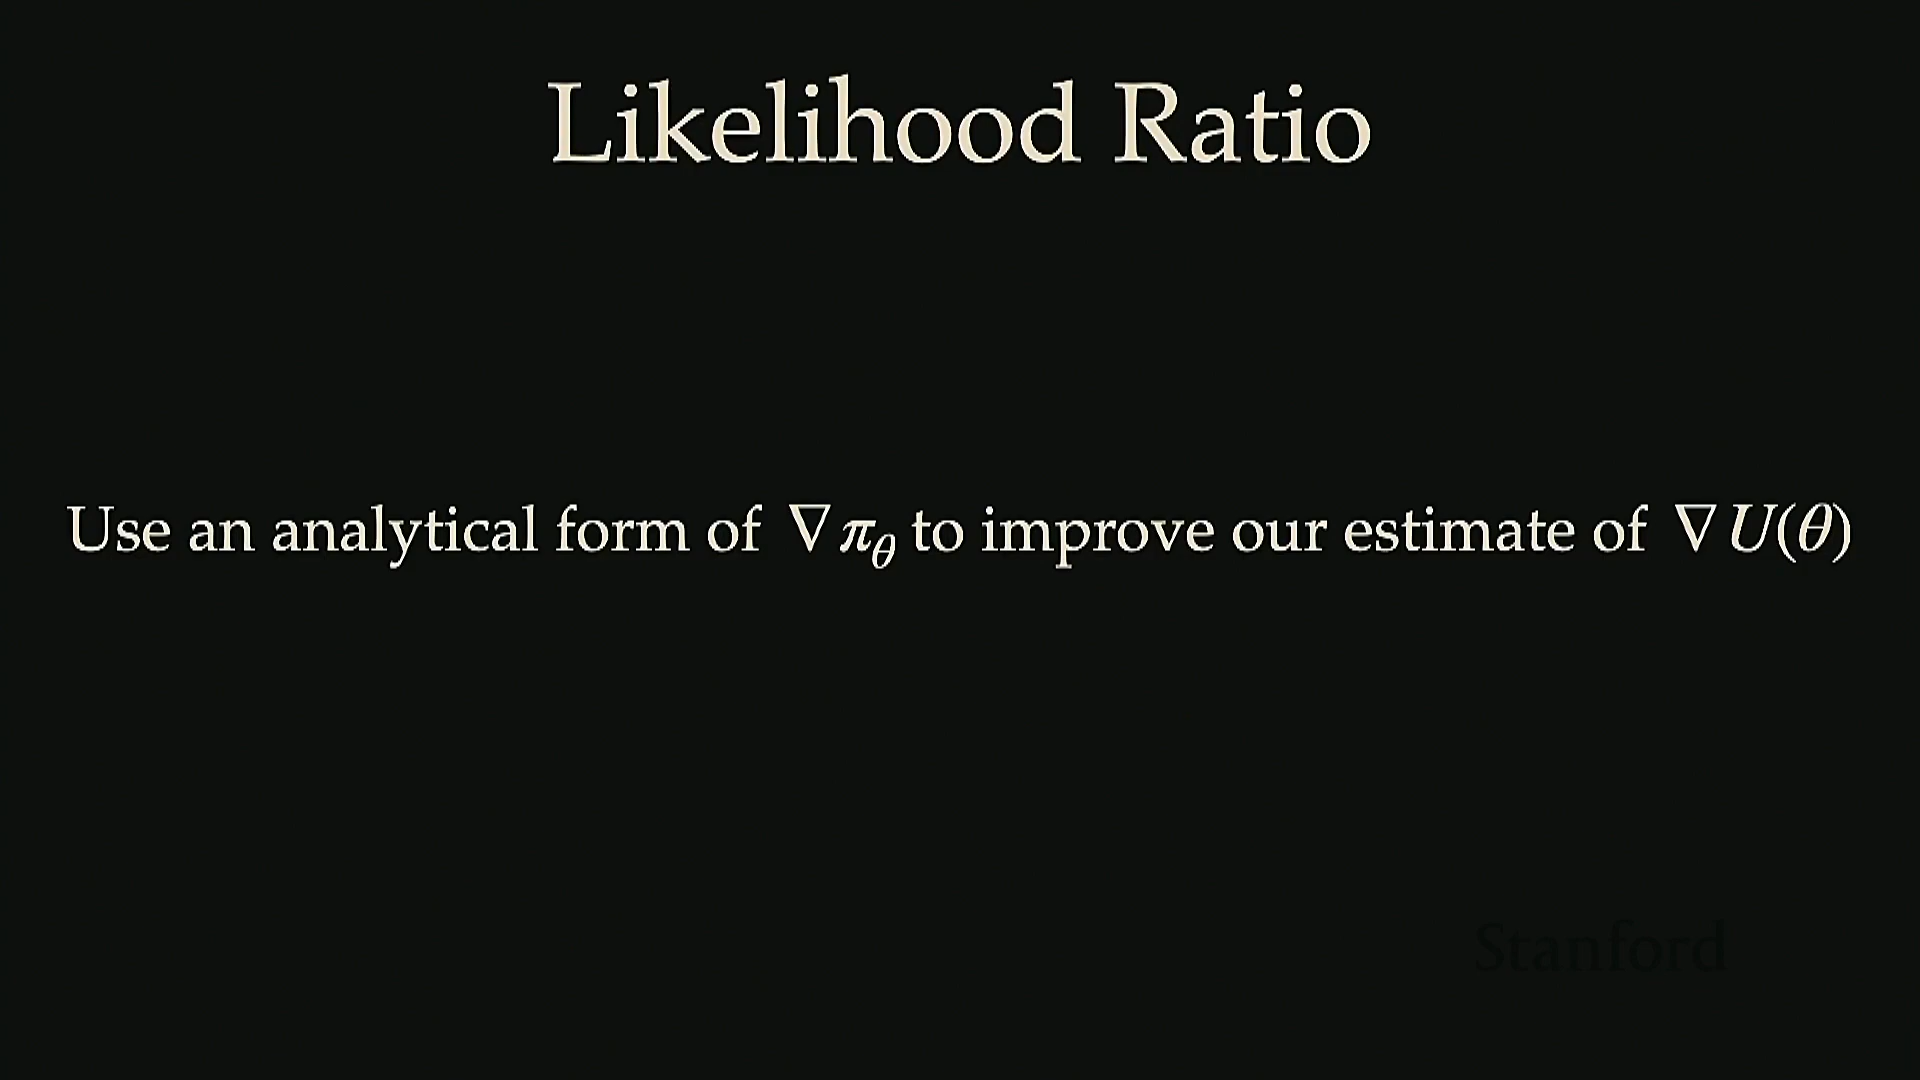 Likelihood Ratio
Use an analytical form of ∇π_θ to improve our estimate of ∇U(θ)
Stanford